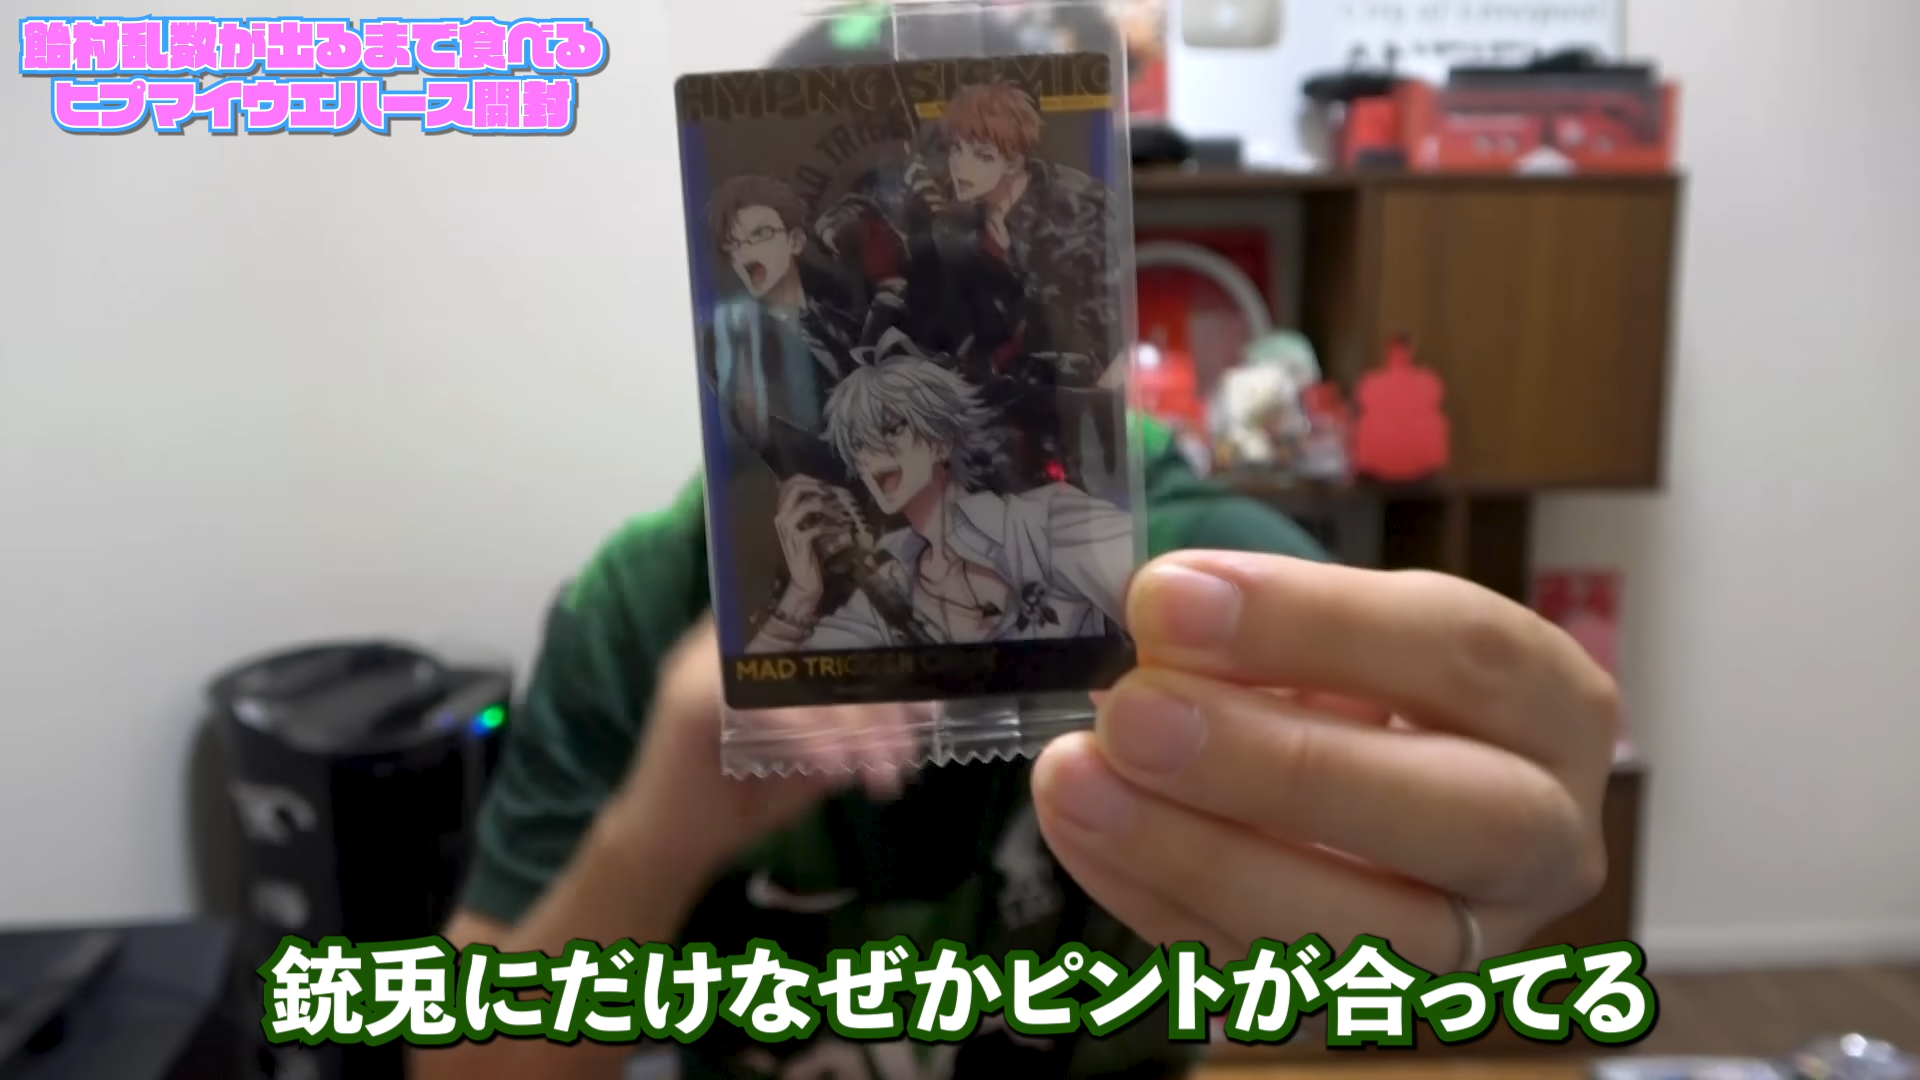 飴村乱数が出るまで食べる
ヒプマイウエハース開封
HYPNOSISMIC
MAD TRIGGER CREW
銃兎にだけなぜかピントが合ってる